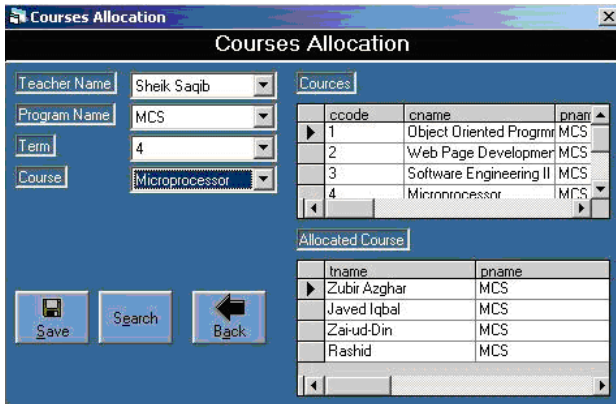 Courses Allocation
Courses Allocation
Teacher Name Sheik Saqib
Program Name MCS
Term 4
Course Microprocessor
Save
Search
Back
Cources
ccode cname pnam
1 Object Oriented Progrmr MCS
2 Web Page Developmer MCS
3 Software Engineering II MCS
4 Microprocessor MCS
Allocated Course
tname pname
Zubir Azghar MCS
Javed Iqbal MCS
Zai-ud-Din MCS
Rashid MCS